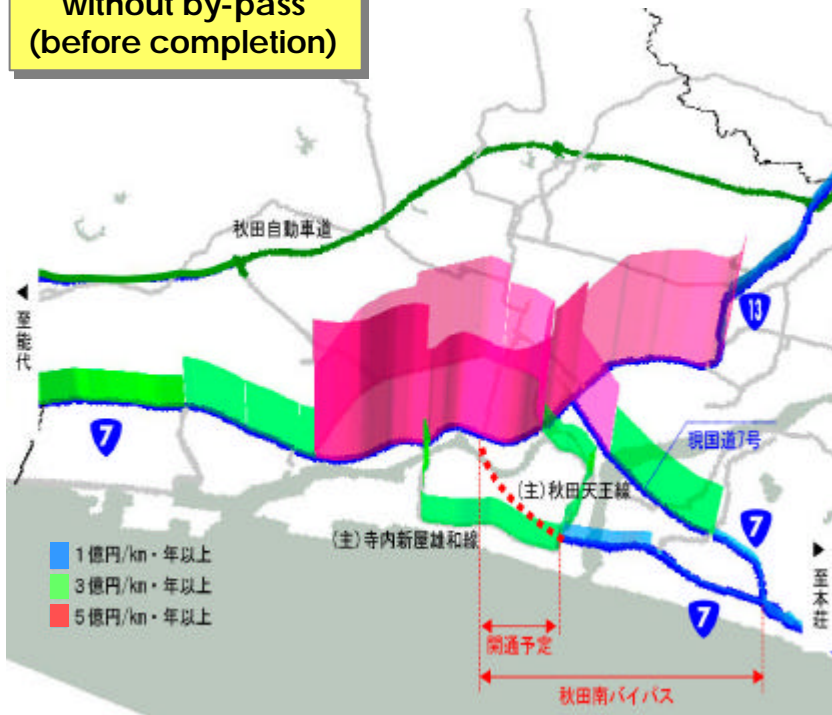 without by-pass
(before completion)
秋田自動車道
◀ 至能代
13
7
現国道7号
(主)秋田天王線
(主)寺内新屋雄和線
7
▶ 至本荘
7
1億円/km・年以上
3億円/km・年以上
5億円/km・年以上
開通予定
秋田南バイパス